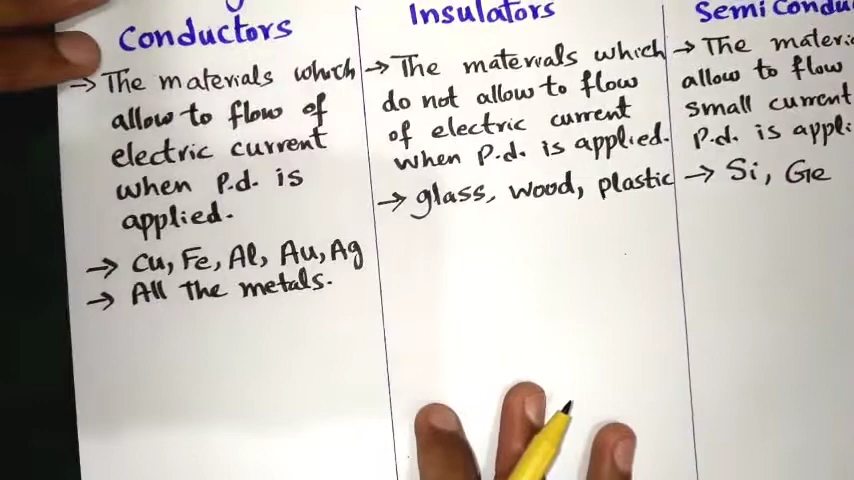 Conductors
→ The materials which
allow to flow of
electric current
when P.d. is
applied.
→ Cu, Fe, Al, Au, Ag
→ All the metals.
Insulators
→ The materials which
do not allow to flow
of electric current
when P.d. is applied.
→ glass, wood, plastic
Semi Condu
→ The materi
allow to flow
small current
P.d. is appli
→ Si, Ge